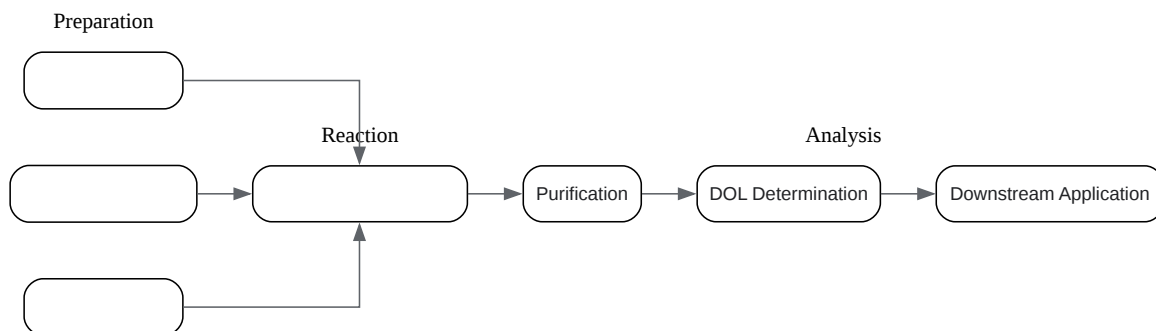 Preparation
Reaction
Analysis
Purification
DOL Determination
Downstream Application